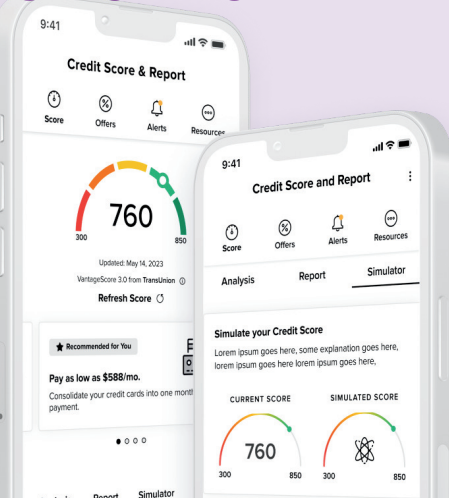 9:41
Credit Score & Report
Score Offers Alerts Resources
760
300 850
Updated: May 14, 2023
VantageScore 3.0 from TransUnion
Refresh Score
Recommended for You
Pay as low as $588/mo.
Consolidate your credit cards into one
payment.
Report Simulator
9:41
Credit Score and Report
Score Offers Alerts Resources
Analysis Report Simulator
Simulate your Credit Score
Lorem ipsum goes here, some explanation goes here,
lorem ipsum goes here lorem ipsum goes here,
CURRENT SCORE SIMULATED SCORE
760
300 850 300 850